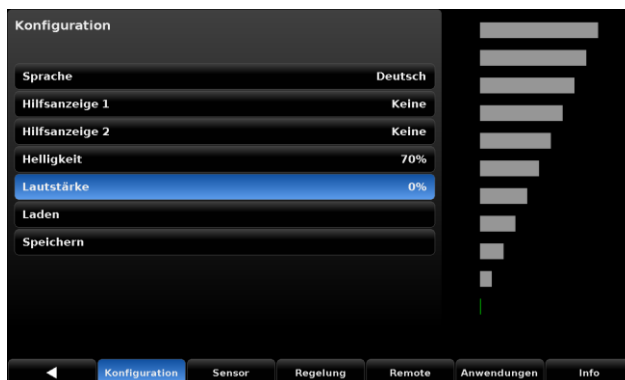 Konfiguration
Sprache Deutsch
Hilfsanzeige 1 Keine
Hilfsanzeige 2 Keine
Helligkeit 70%
Lautstärke 0%
Laden
Speichern
Konfiguration Sensor Regelung Remote Anwendungen Info